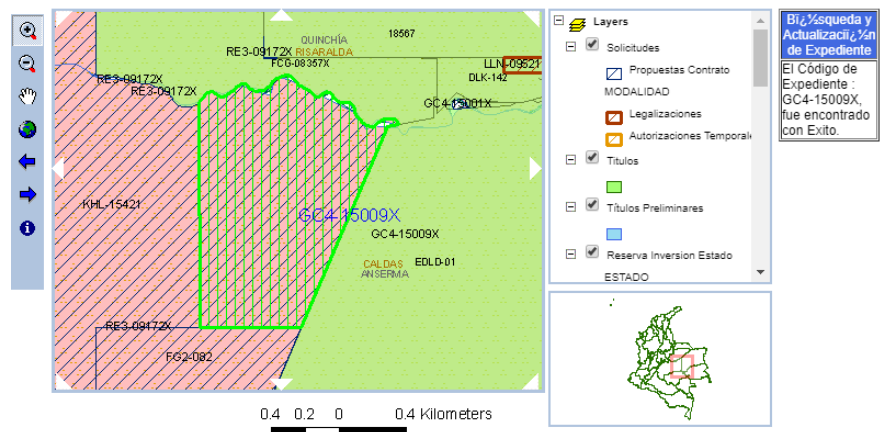 QUINCHÍA
18567
RE3-09172X
RISARALDA
FCG-08357X
LLN-09521
DLK-142
RE3-09172X
RE3-09172X
GC4-15001X
KHL-15421
GC4-15009X
GC4-15009X
CALDAS
EDLD-01
ANSERMA
RE3-09172X
FG2-082
0.4 0.2 0 0.4 Kilometers
Layers
Solicitudes
Propuestas Contrato
MODALIDAD
Legalizaciones
Autorizaciones Temporale
Titulos
Títulos Preliminares
Reserva Inversion Estado
ESTADO
Bï¿½squeda y
Actualizaciï¿½n
de Expediente
El Código de
Expediente :
GC4-15009X,
fue encontrado
con Exito.